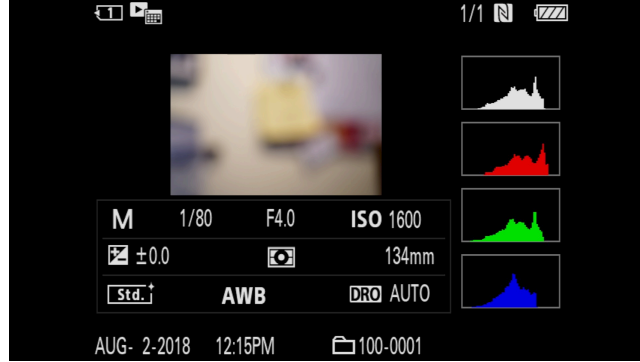 1 1/1 N
M 1/80 F4.0 ISO 1600
±0.0 134mm
Std. AWB DRO AUTO
AUG- 2-2018 12:15PM 100-0001